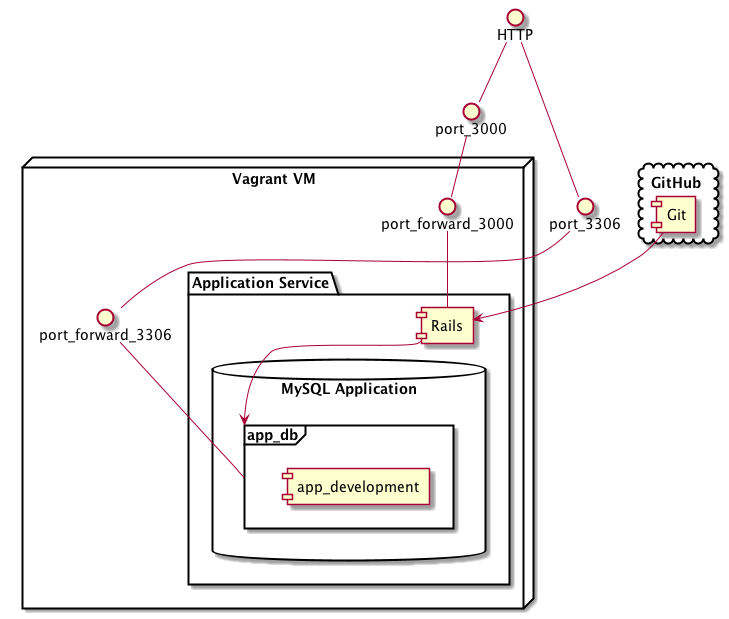 HTTP
port_3000
Vagrant VM
GitHub
Git
port_forward_3000
port_3306
Application Service
port_forward_3306
Rails
MySQL Application
app_db
app_development